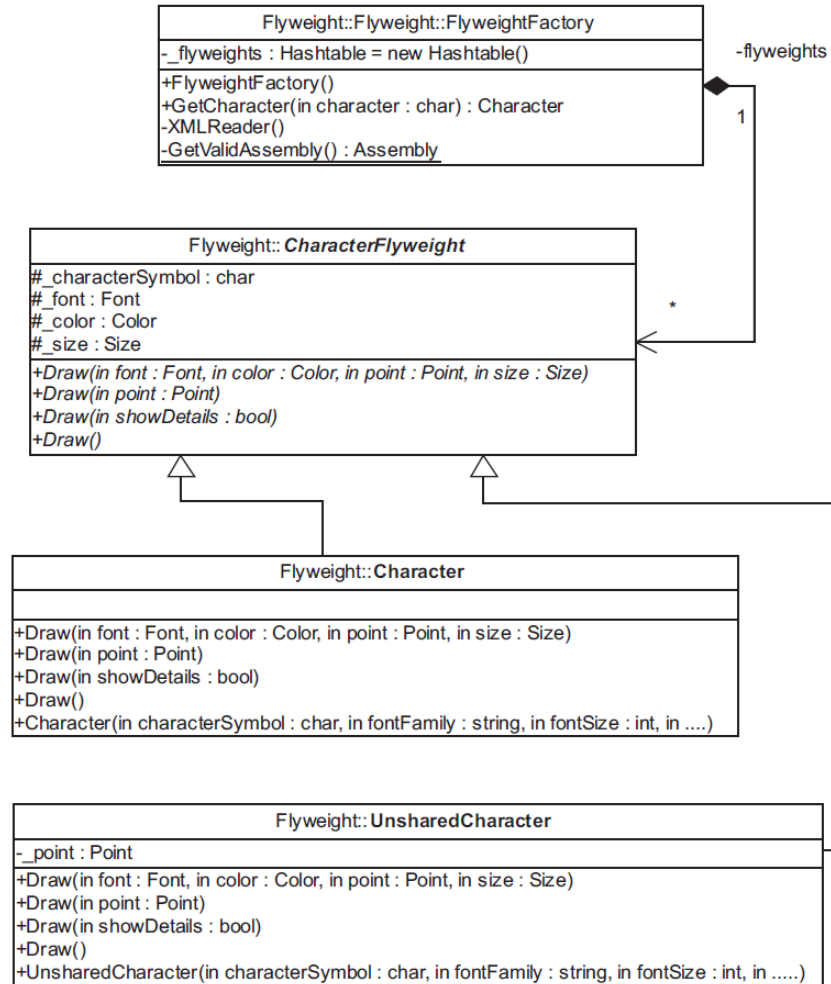 Flyweight::Flyweight::FlyweightFactory
-_flyweights : Hashtable = new Hashtable()
+FlyweightFactory()
+GetCharacter(in character : char) : Character
-XMLReader()
-GetValidAssembly() : Assembly
-flyweights
1
*
Flyweight::CharacterFlyweight
#_characterSymbol : char
#_font : Font
#_color : Color
#_size : Size
+Draw(in font : Font, in color : Color, in point : Point, in size : Size)
+Draw(in point : Point)
+Draw(in showDetails : bool)
+Draw()
Flyweight::Character
+Draw(in font : Font, in color : Color, in point : Point, in size : Size)
+Draw(in point : Point)
+Draw(in showDetails : bool)
+Draw()
+Character(in characterSymbol : char, in fontFamily : string, in fontSize : int, in ....)
Flyweight::UnsharedCharacter
-_point : Point
+Draw(in font : Font, in color : Color, in point : Point, in size : Size)
+Draw(in point : Point)
+Draw(in showDetails : bool)
+Draw()
+UnsharedCharacter(in characterSymbol : char, in fontFamily : string, in fontSize : int, in .....)